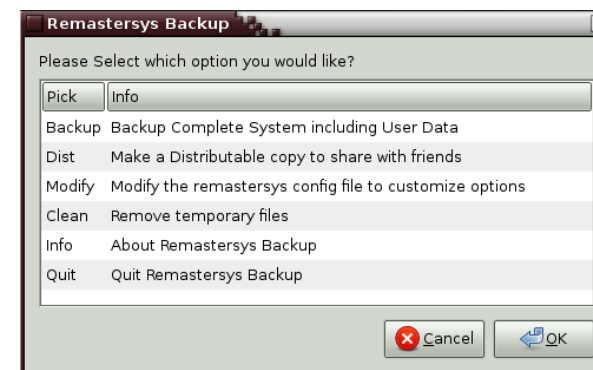 Remastersys Backup
Please Select which option you would like?
Pick Info
Backup Backup Complete System including User Data
Dist Make a Distributable copy to share with friends
Modify Modify the remastersys config file to customize options
Clean Remove temporary files
Info About Remastersys Backup
Quit Quit Remastersys Backup
Cancel OK